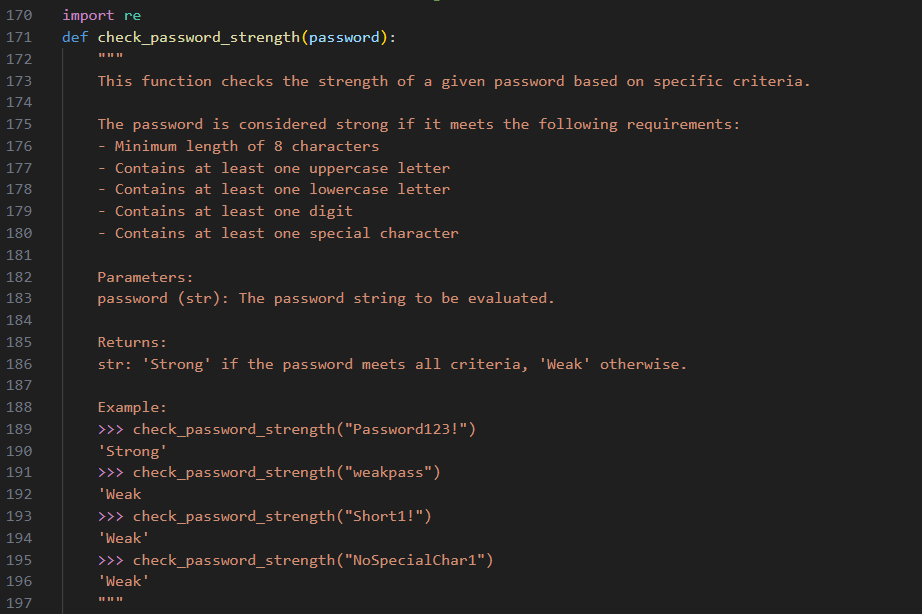 170 import re
171 def check_password_strength(password):
172     """
173     This function checks the strength of a given password based on specific criteria.
174
175     The password is considered strong if it meets the following requirements:
176     - Minimum length of 8 characters
177     - Contains at least one uppercase letter
178     - Contains at least one lowercase letter
179     - Contains at least one digit
180     - Contains at least one special character
181
182     Parameters:
183     password (str): The password string to be evaluated.
184
185     Returns:
186     str: 'Strong' if the password meets all criteria, 'Weak' otherwise.
187
188     Example:
189     >>> check_password_strength("Password123!")
190     'Strong'
191     >>> check_password_strength("weakpass")
192     'Weak
193     >>> check_password_strength("Short1!")
194     'Weak'
195     >>> check_password_strength("NoSpecialChar1")
196     'Weak'
197     """